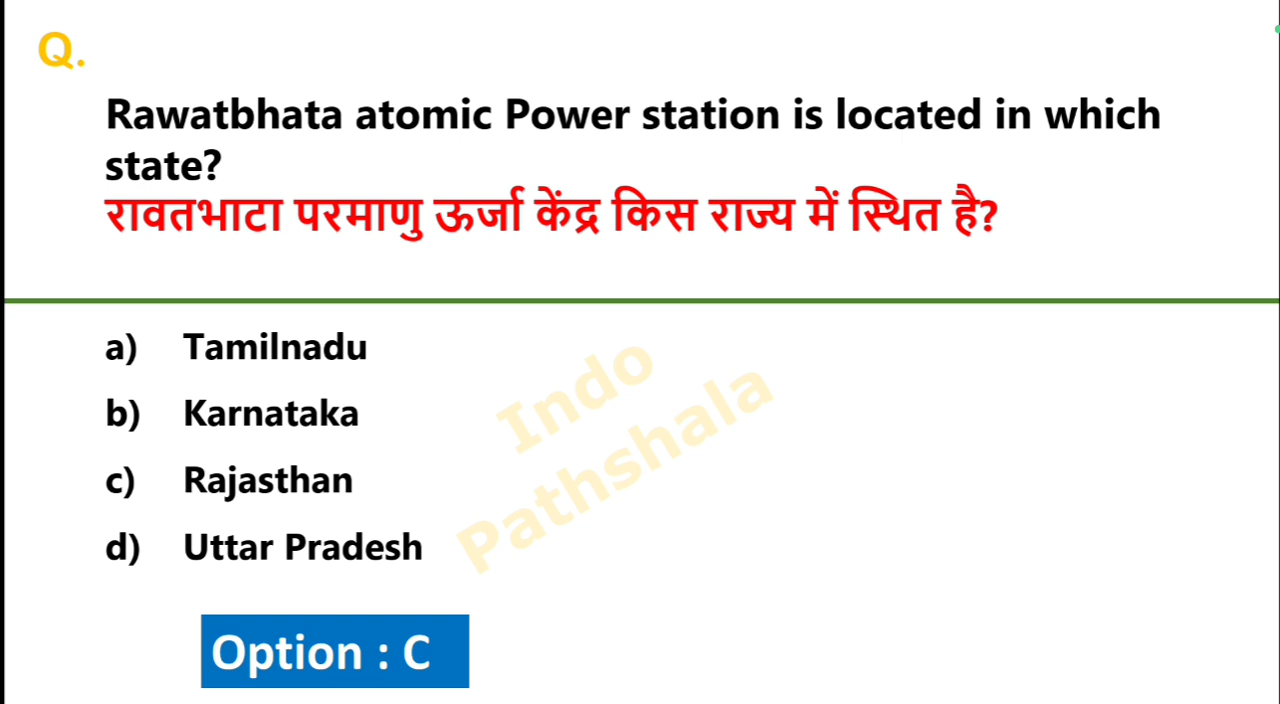 Q.
Rawatbhata atomic Power station is located in which
state?
रावतभाटा परमाणु ऊर्जा केंद्र किस राज्य में स्थित है?
a) Tamilnadu
b) Karnataka
c) Rajasthan
d) Uttar Pradesh
Indo
Pathshala
Option : C